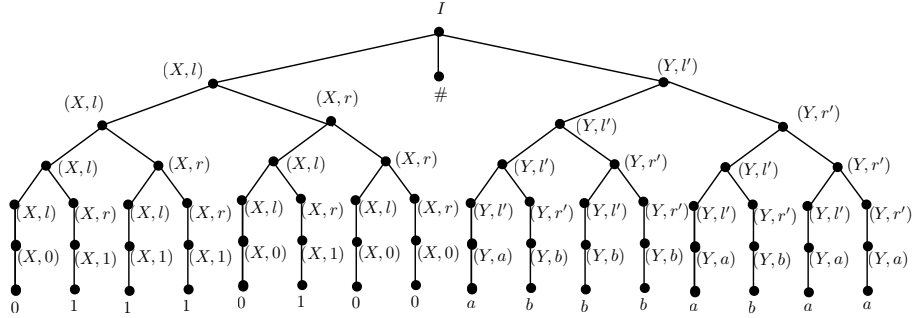 I
(X, l) (Y, l′)
#
(X, l) (X, r) (Y, l′) (Y, r′)
(X, l) (X, r) (X, l) (X, r) (Y, l′) (Y, r′) (Y, l′) (Y, r′)
(X, l) (X, r) (X, l) (X, r) (X, l) (X, r) (X, l) (X, r) (Y, l′) (Y, r′) (Y, l′) (Y, r′) (Y, l′) (Y, r′) (Y, l′) (Y, r′)
(X, 0) (X, 1) (X, 1) (X, 1) (X, 0) (X, 1) (X, 0) (X, 0) (Y, a) (Y, b) (Y, b) (Y, b) (Y, a) (Y, b) (Y, a) (Y, a)
0 1 1 1 0 1 0 0 a b b b a b a a